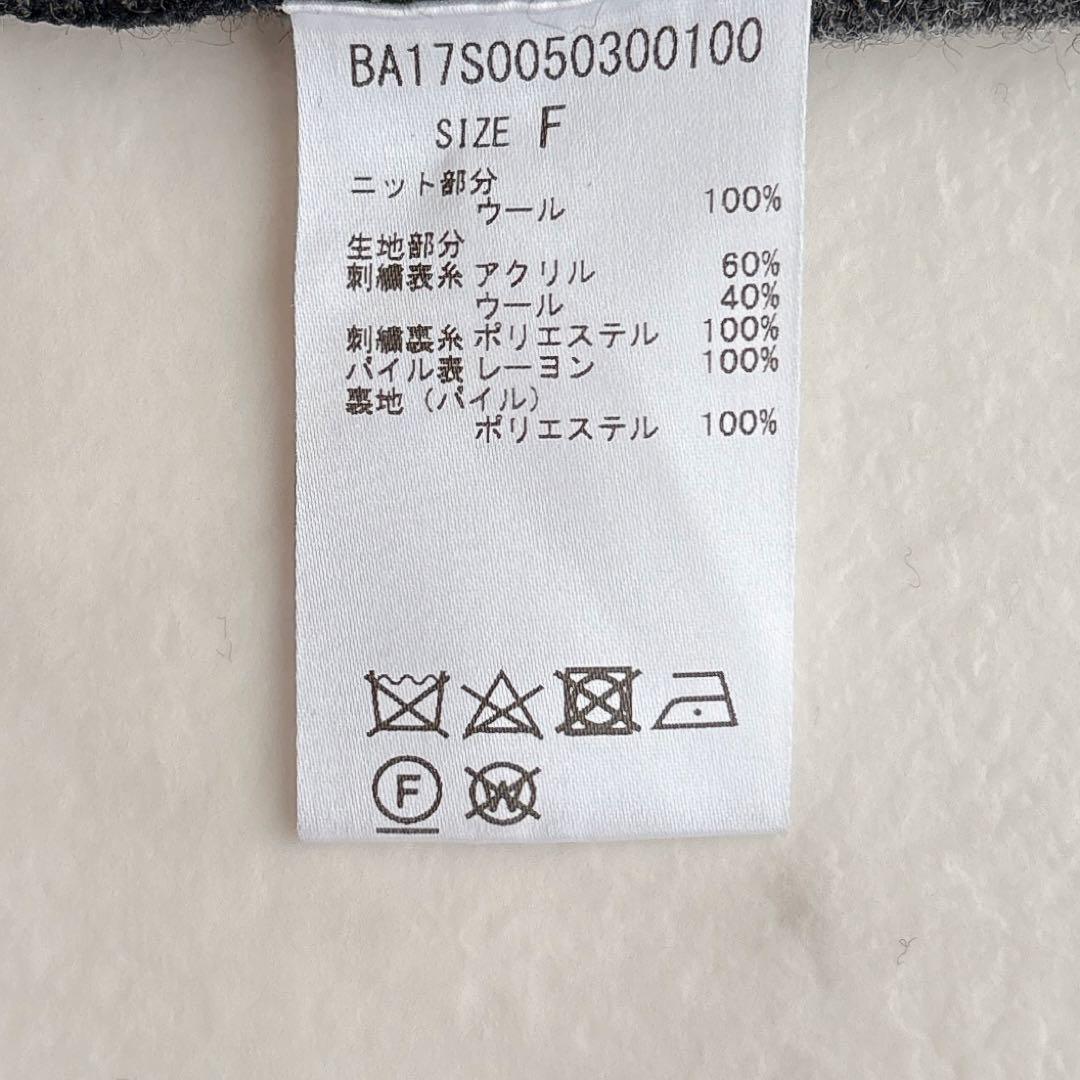 BA17S0050300100
SIZE F
ニット部分
ウール 100%
生地部分
刺繍表糸 アクリル 60%
ウール 40%
刺繍裏糸 ポリエステル 100%
パイル表 レーヨン 100%
裏地(パイル)
ポリエステル 100%
F W